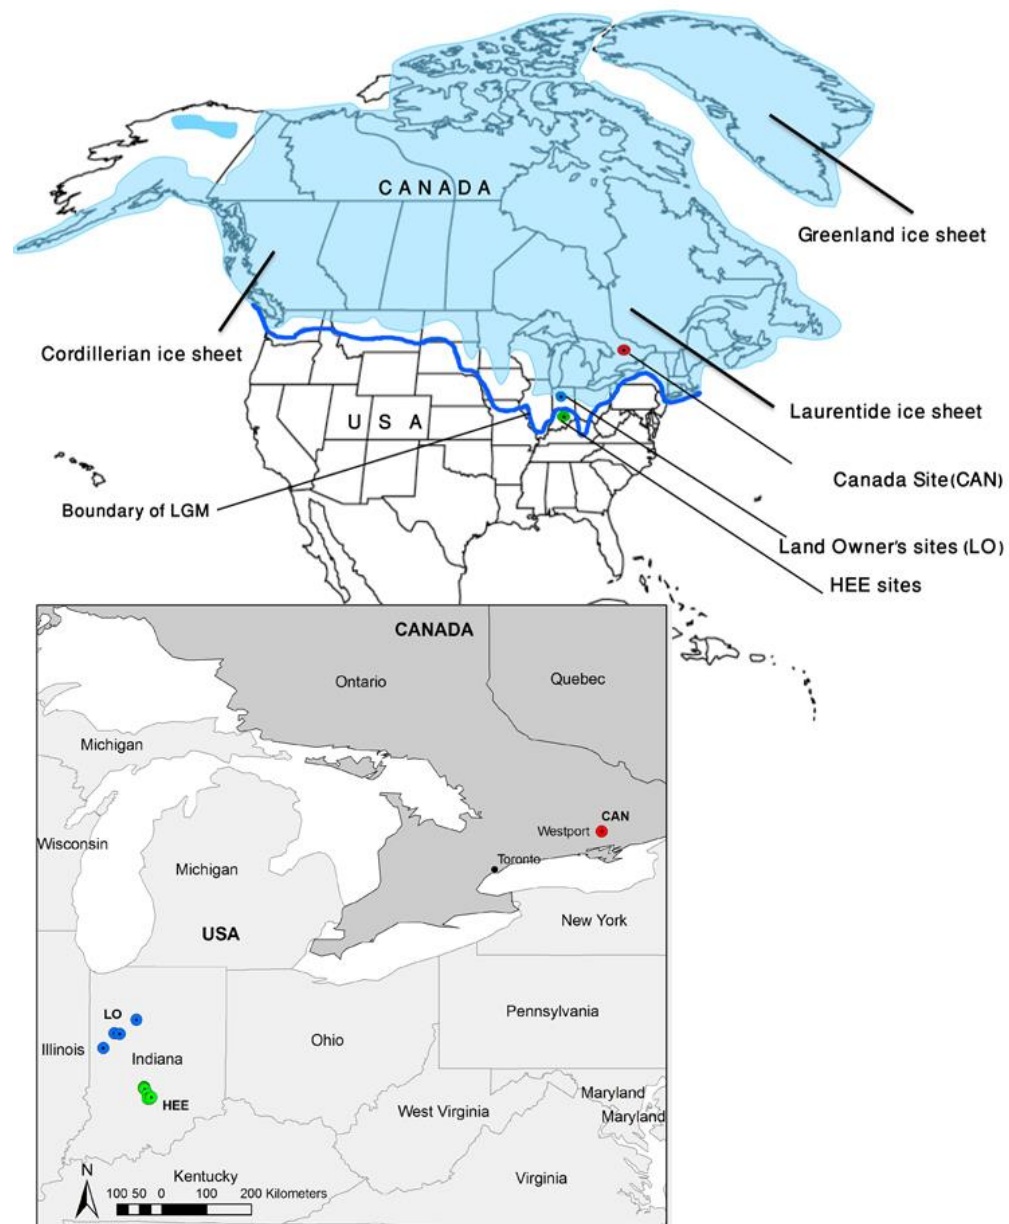 CANADA
Greenland ice sheet
Cordillerian ice sheet
Laurentide ice sheet
USA
Canada Site(CAN)
Boundary of LGM
Land Owner's sites (LO)
HEE sites
CANADA
Ontario
Quebec
Michigan
CAN
Westport
Wisconsin
Toronto
Michigan
New York
USA
Pennsylvania
LO
Ohio
Illinois
Indiana
Maryland
HEE
West Virginia
Maryland
N
Kentucky
Virginia
100 50 0 100 200 Kilometers